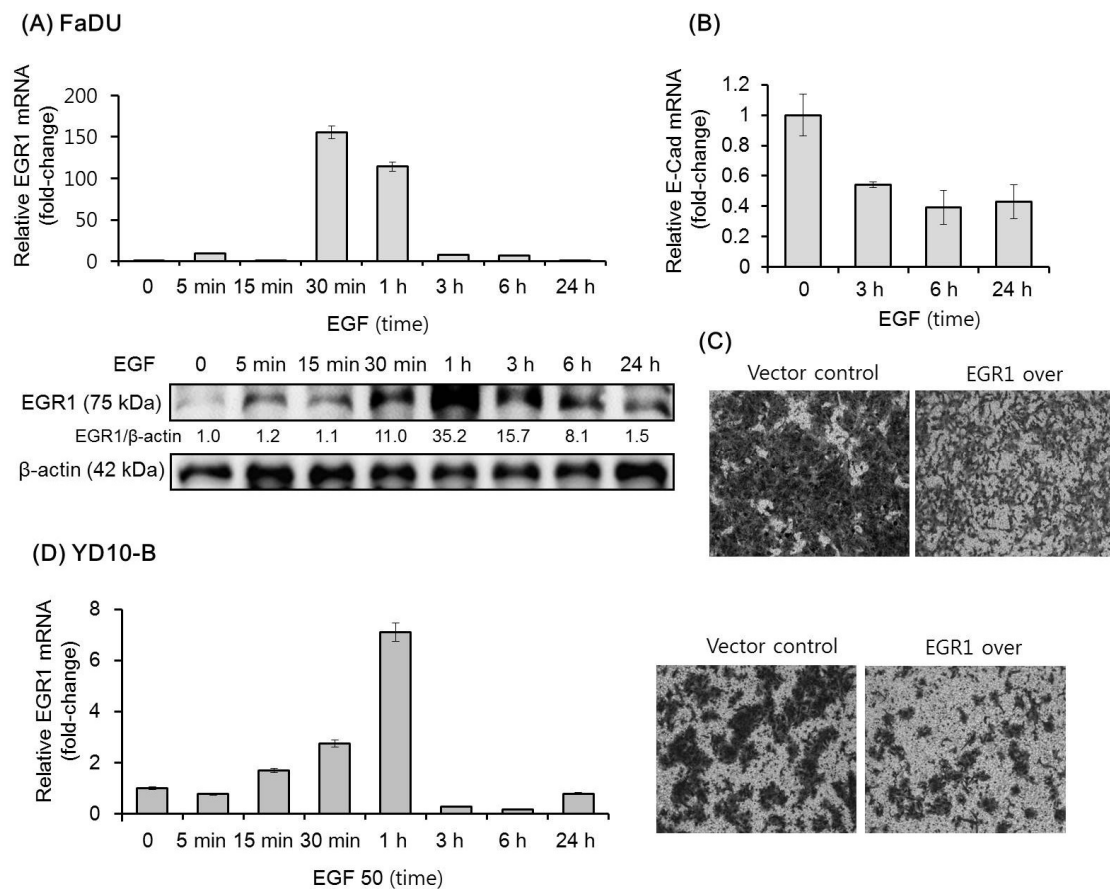 (A) FaDU
Relative EGR1 mRNA
(fold-change)
200
150
100
50
0
0 5 min 15 min 30 min 1 h 3 h 6 h 24 h
EGF (time)
EGF 0 5 min 15 min 30 min 1 h 3 h 6 h 24 h
EGR1 (75 kDa)
EGR1/β-actin 1.0 1.2 1.1 11.0 35.2 15.7 8.1 1.5
β-actin (42 kDa)
(B)
Relative E-Cad mRNA
(fold-change)
1.2
1
0.8
0.6
0.4
0.2
0
0 3 h 6 h 24 h
EGF (time)
(C)
Vector control EGR1 over
(D) YD10-B
Relative EGR1 mRNA
(fold-change)
8
6
4
2
0
0 5 min 15 min 30 min 1 h 3 h 6 h 24 h
EGF 50 (time)
Vector control EGR1 over